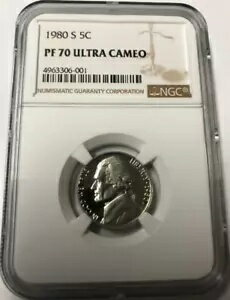 1980 S 5C
PF 70 ULTRA CAMEO
4963306-001
NUMISMATIC GUARANTY CORPORATION
NGC